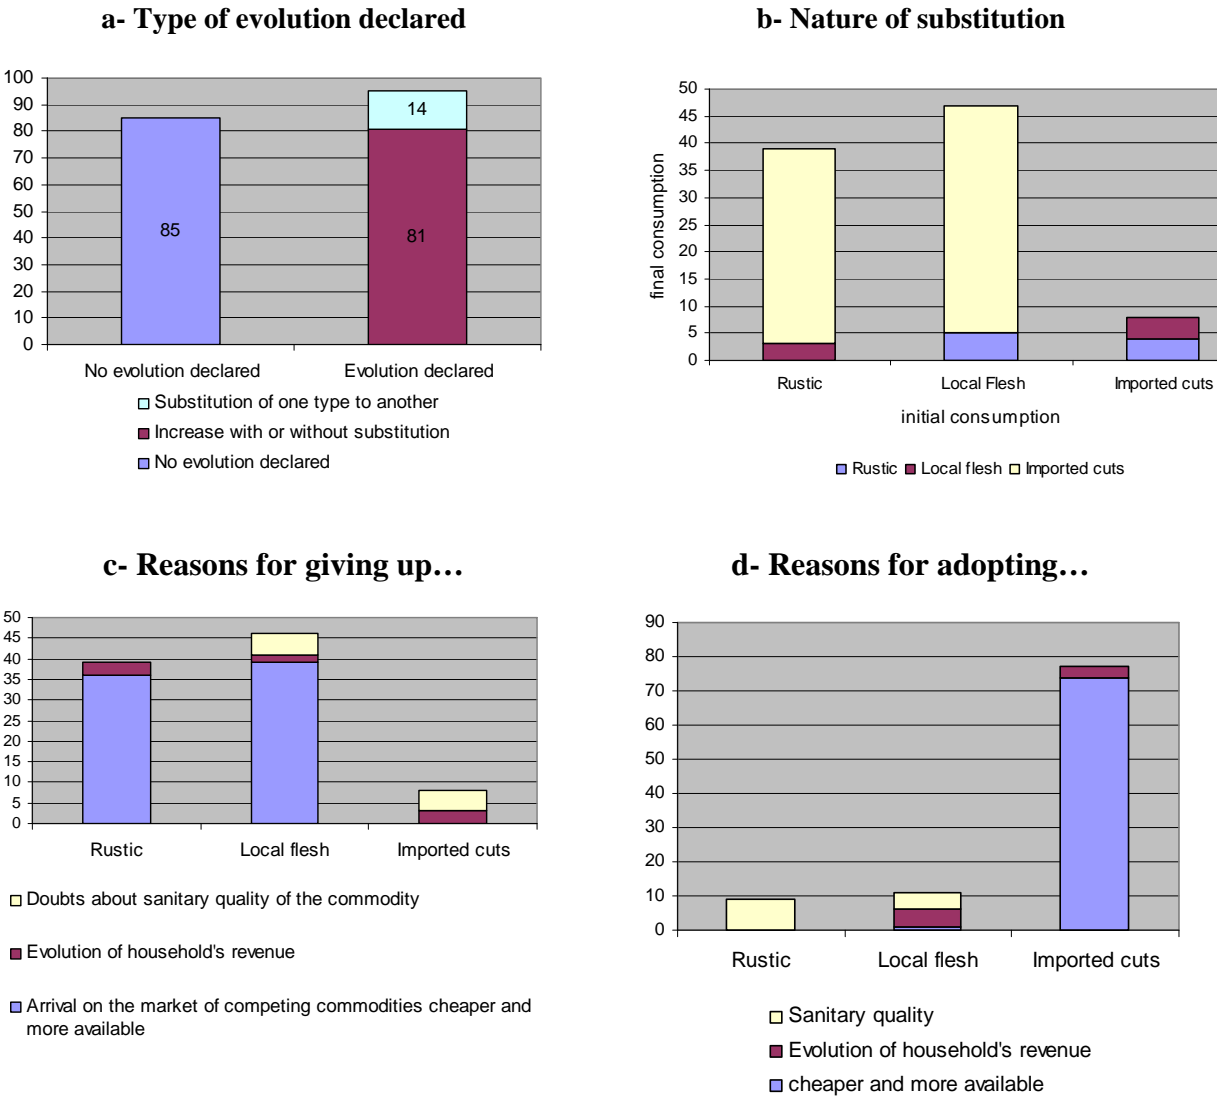 a- Type of evolution declared
100
90
80
70
60
50
40
30
20
10
0
14
85
81
No evolution declared
Evolution declared
Substitution of one type to another
Increase with or without substitution
No evolution declared
b- Nature of substitution
50
45
40
35
30
25
20
15
10
5
0
final consumption
Rustic
Local Flesh
Imported cuts
initial consumption
Rustic
Local flesh
Imported cuts
c- Reasons for giving up…
50
45
40
35
30
25
20
15
10
5
0
Rustic
Local flesh
Imported cuts
Doubts about sanitary quality of the commodity
Evolution of household's revenue
Arrival on the market of competing commodities cheaper and
more available
d- Reasons for adopting…
90
80
70
60
50
40
30
20
10
0
Rustic
Local flesh
Imported cuts
Sanitary quality
Evolution of household's revenue
cheaper and more available